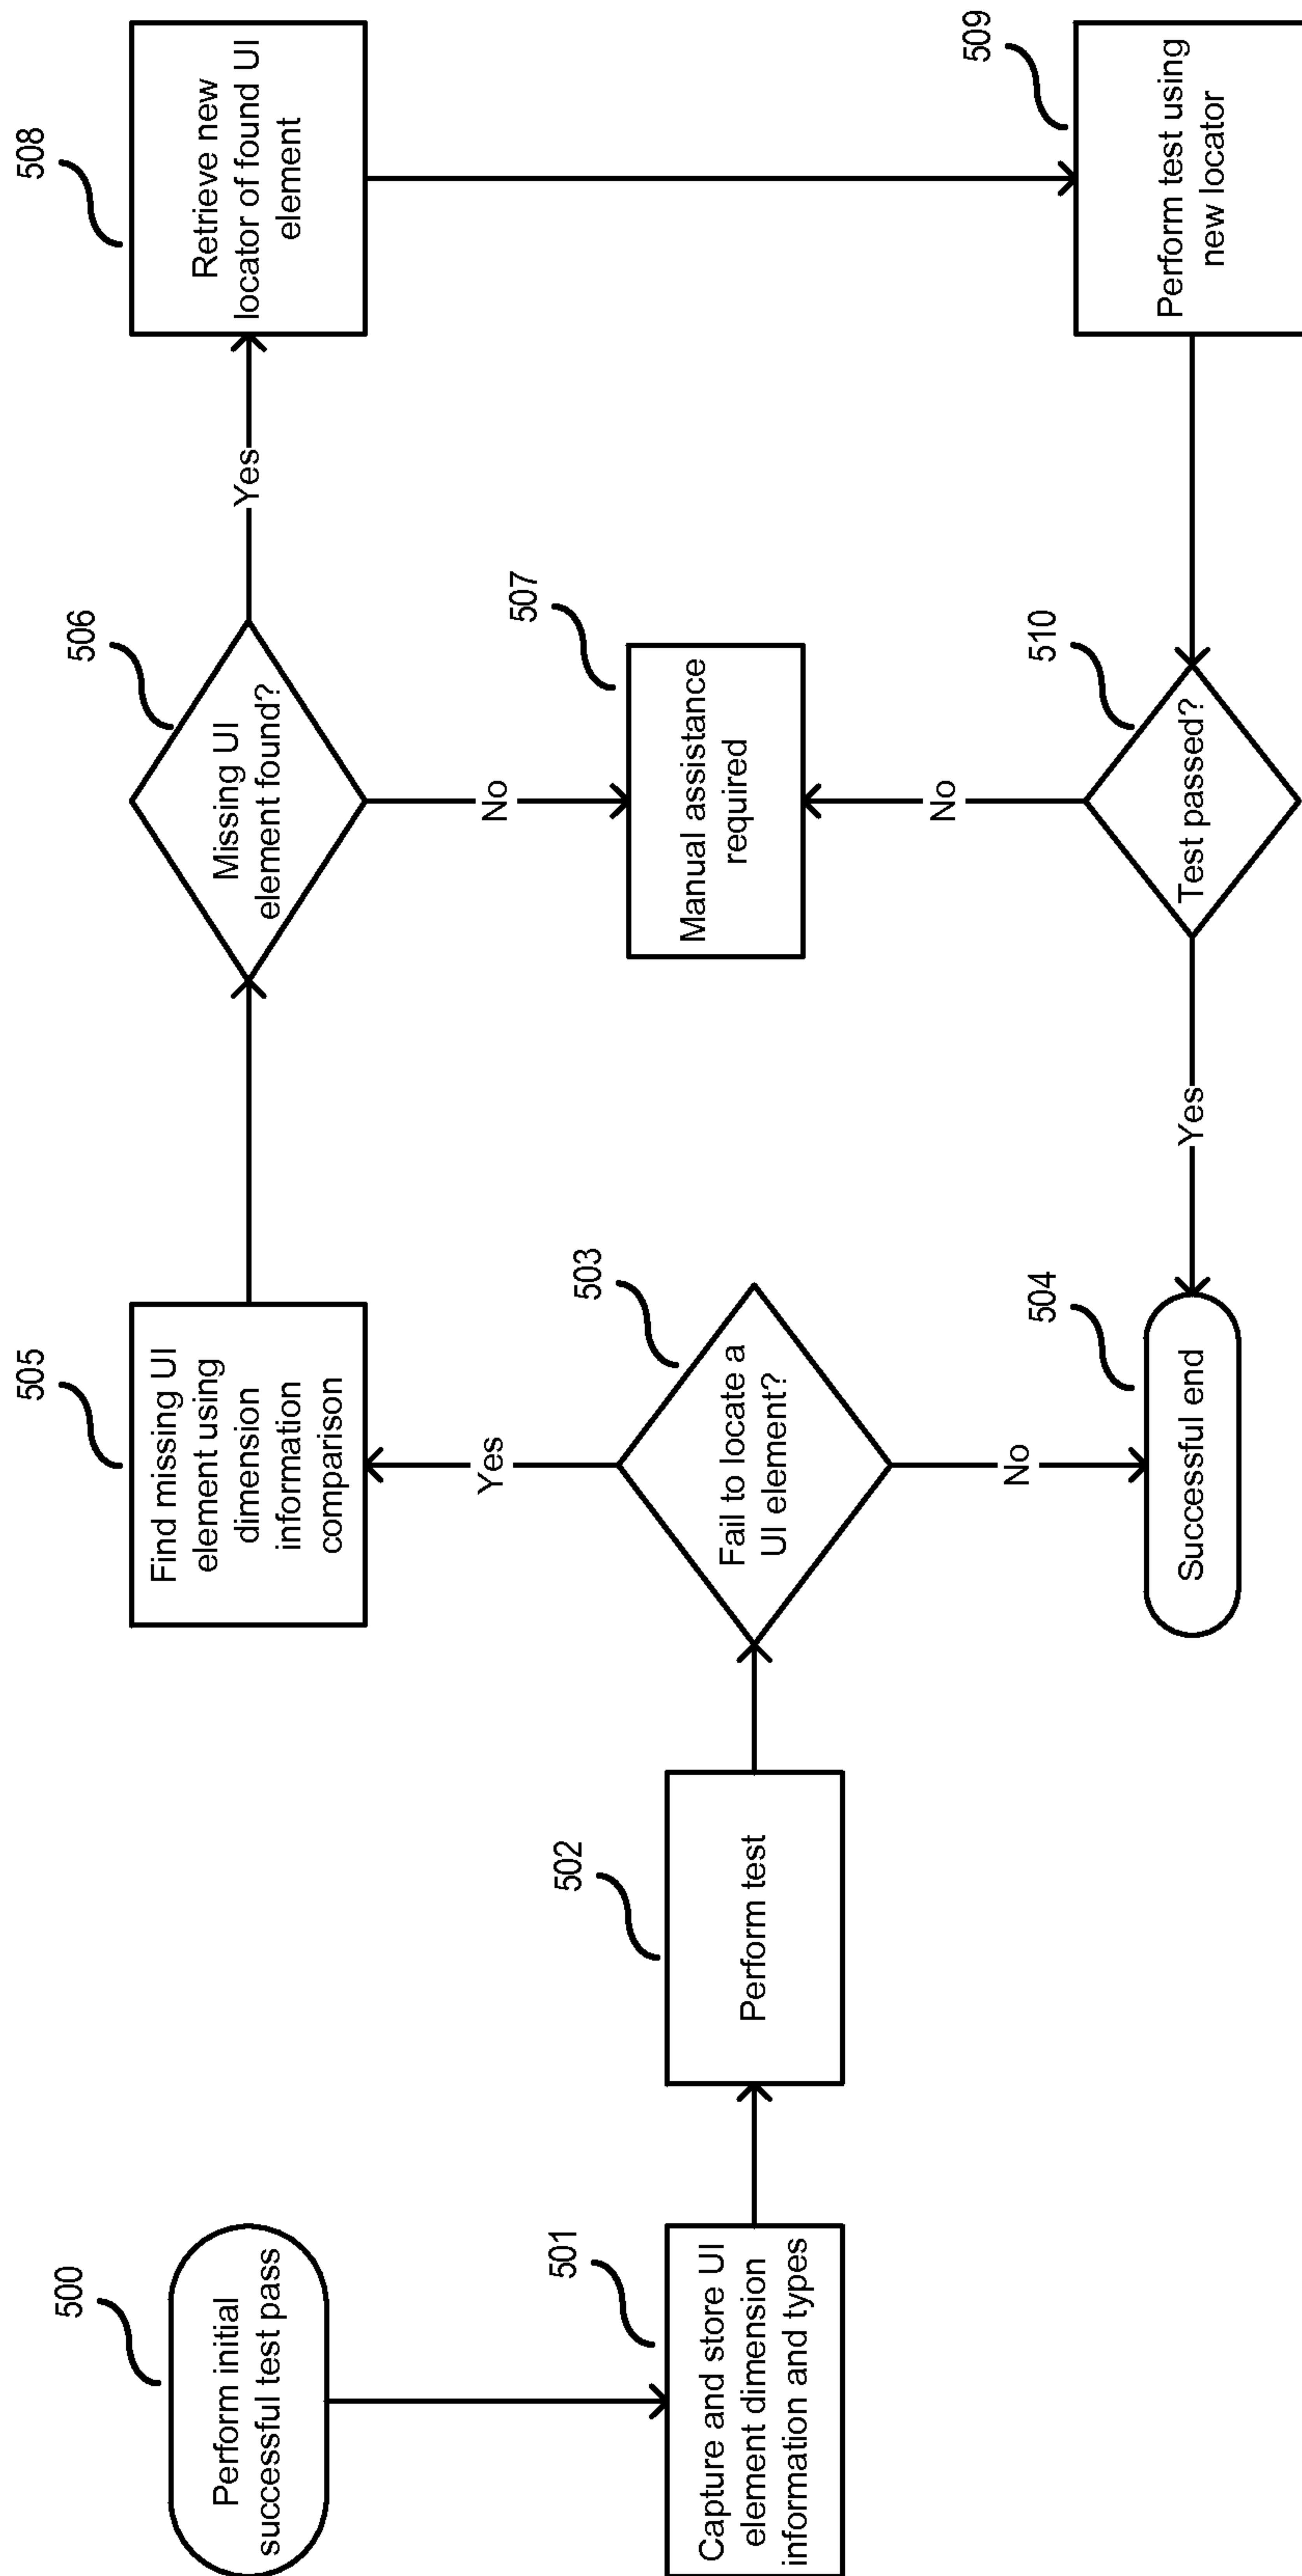 500
Perform initial
successful test pass
501
Capture and store UI
element dimension
information and types
502
Perform test
503
Fail to locate a
UI element?
Yes
No
504
Successful end
505
Find missing UI
element using
dimension
information
comparison
506
Missing UI
element found?
Yes
No
507
Manual assistance
required
508
Retrieve new
locator of found UI
element
509
Perform test using
new locator
510
Test passed?
No
Yes